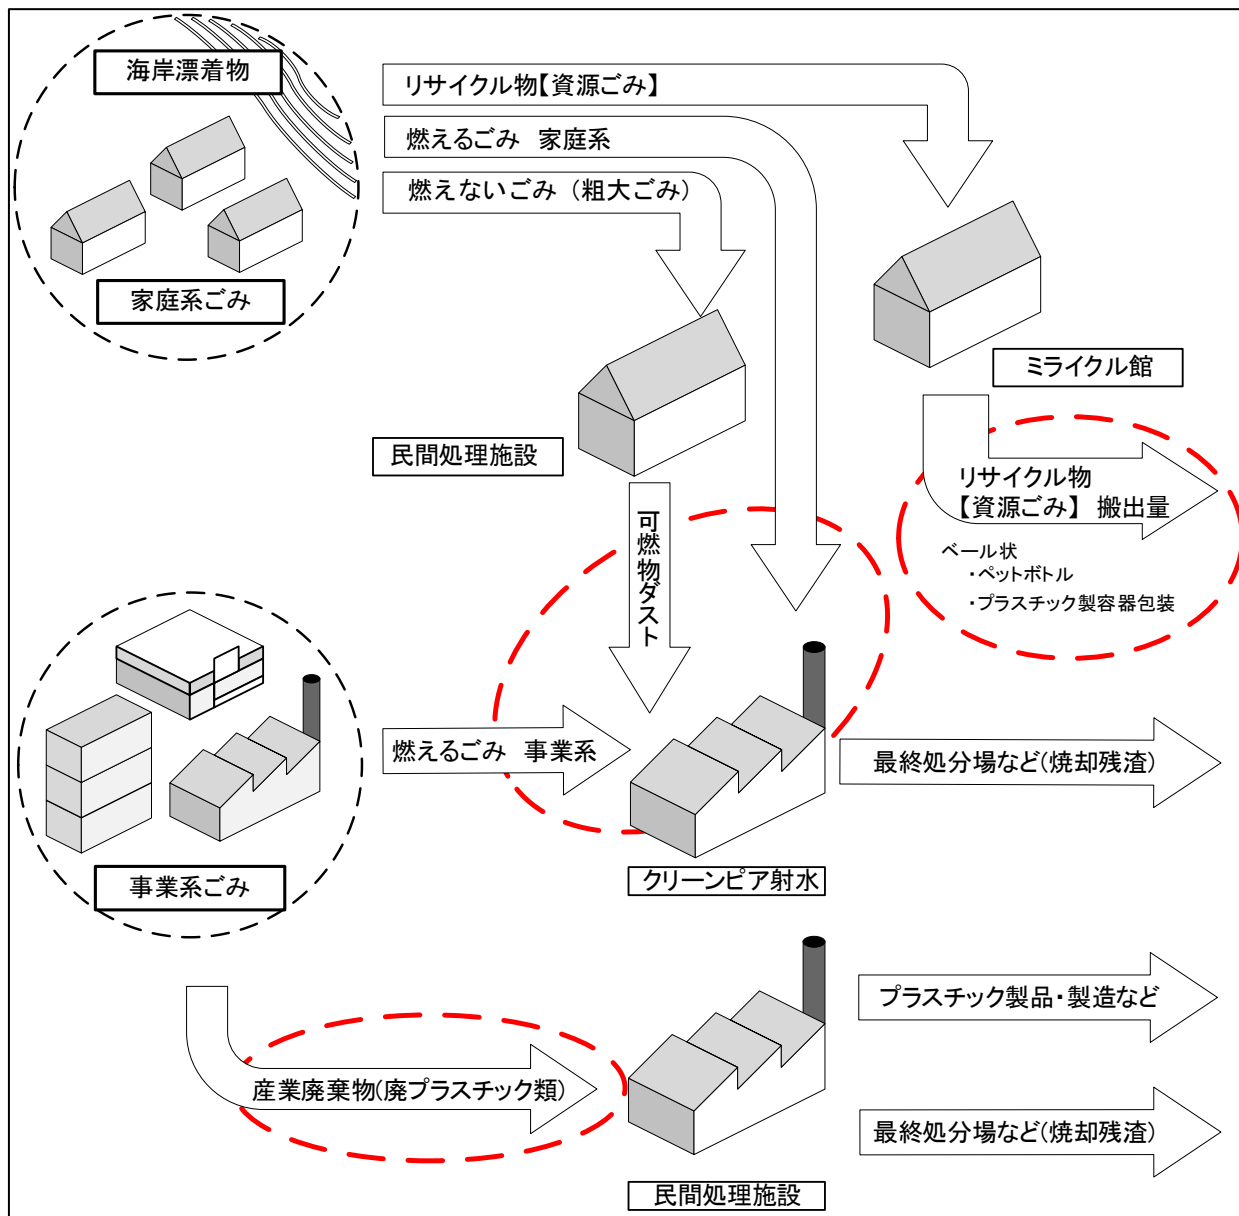 海岸漂着物
家庭系ごみ
リサイクル物【資源ごみ】
燃えるごみ　家庭系
燃えないごみ（粗大ごみ）
ミライクル館
民間処理施設
リサイクル物
【資源ごみ】 搬出量
ベール状
・ペットボトル
・プラスチック製容器包装
可燃物ダスト
燃えるごみ　事業系
事業系ごみ
クリーンピア射水
最終処分場など(焼却残渣)
産業廃棄物(廃プラスチック類)
民間処理施設
プラスチック製品・製造など
最終処分場など(焼却残渣)